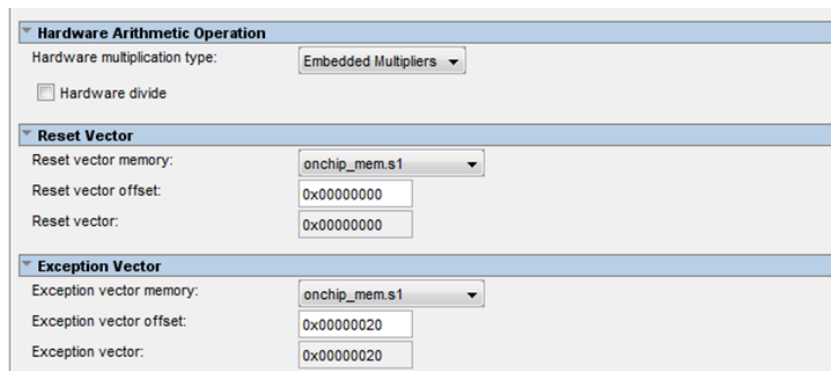 Hardware Arithmetic Operation
Hardware multiplication type: Embedded Multipliers
Hardware divide
Reset Vector
Reset vector memory: onchip_mem.s1
Reset vector offset: 0x00000000
Reset vector: 0x00000000
Exception Vector
Exception vector memory: onchip_mem.s1
Exception vector offset: 0x00000020
Exception vector: 0x00000020